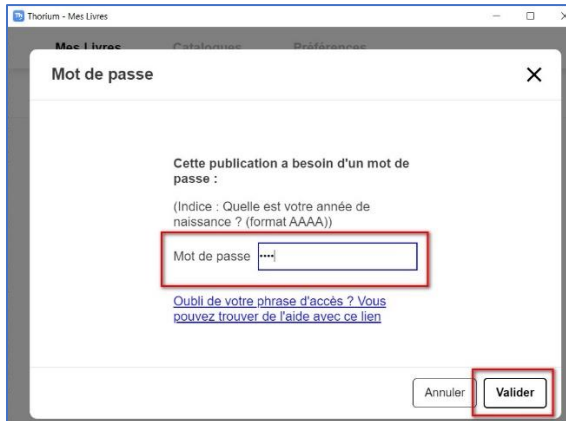 Thorium - Mes Livres
Mes Livres Catalogues Préférences
Mot de passe
Cette publication a besoin d'un mot de
passe :
(Indice : Quelle est votre année de
naissance ? (format AAAA))
Mot de passe ····
Oubli de votre phrase d'accès ? Vous
pouvez trouver de l'aide avec ce lien
Annuler Valider